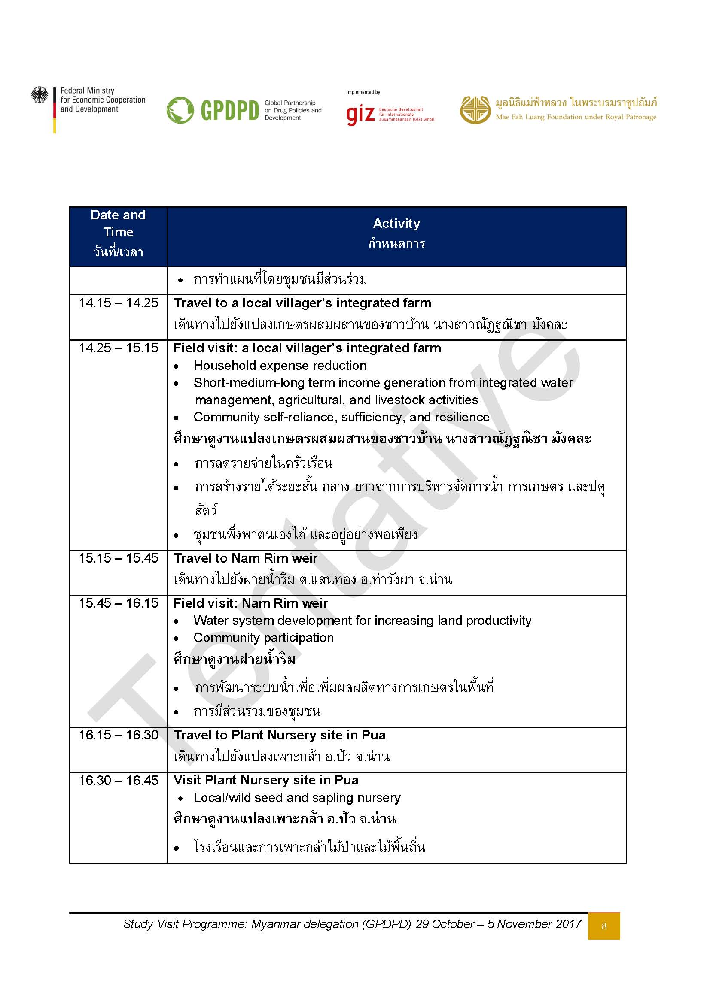 Federal Ministry
for Economic Cooperation
and Development
GPDPD
Global Partnership
on Drug Policies and
Development
Implemented by
giz
Deutsche Gesellschaft
für Internationale
Zusammenarbeit (GIZ) GmbH
มูลนิธิแม่ฟ้าหลวง ในพระบรมราชูปถัมภ์
Mae Fah Luang Foundation under Royal Patronage
Date and
Time
วันที่/เวลา
Activity
กำหนดการ
• การทำแผนที่โดยชุมชนมีส่วนร่วม
14.15 – 14.25
Travel to a local villager’s integrated farm
เดินทางไปยังแปลงเกษตรผสมผสานของชาวบ้าน นางสาวณัฎฐณิชา มังคละ
14.25 – 15.15
Field visit: a local villager’s integrated farm
• Household expense reduction
• Short-medium-long term income generation from integrated water
management, agricultural, and livestock activities
• Community self-reliance, sufficiency, and resilience
ศึกษาดูงานแปลงเกษตรผสมผสานของชาวบ้าน นางสาวณัฎฐณิชา มังคละ
• การลดรายจ่ายในครัวเรือน
• การสร้างรายได้ระยะสั้น กลาง ยาวจากการบริหารจัดการน้ำ การเกษตร และปศุ
สัตว์
• ชุมชนพึ่งพาตนเองได้ และอยู่อย่างพอเพียง
15.15 – 15.45
Travel to Nam Rim weir
เดินทางไปยังฝายน้ำริม ต.แสนทอง อ.ท่าวังผา จ.น่าน
15.45 – 16.15
Field visit: Nam Rim weir
• Water system development for increasing land productivity
• Community participation
ศึกษาดูงานฝายน้ำริม
• การพัฒนาระบบน้ำเพื่อเพิ่มผลผลิตทางการเกษตรในพื้นที่
• การมีส่วนร่วมของชุมชน
16.15 – 16.30
Travel to Plant Nursery site in Pua
เดินทางไปยังแปลงเพาะกล้า อ.ปัว จ.น่าน
16.30 – 16.45
Visit Plant Nursery site in Pua
• Local/wild seed and sapling nursery
ศึกษาดูงานแปลงเพาะกล้า อ.ปัว จ.น่าน
• โรงเรือนและการเพาะกล้าไม้ป่าและไม้พื้นถิ่น
Tentative
Study Visit Programme: Myanmar delegation (GPDPD) 29 October – 5 November 2017
8